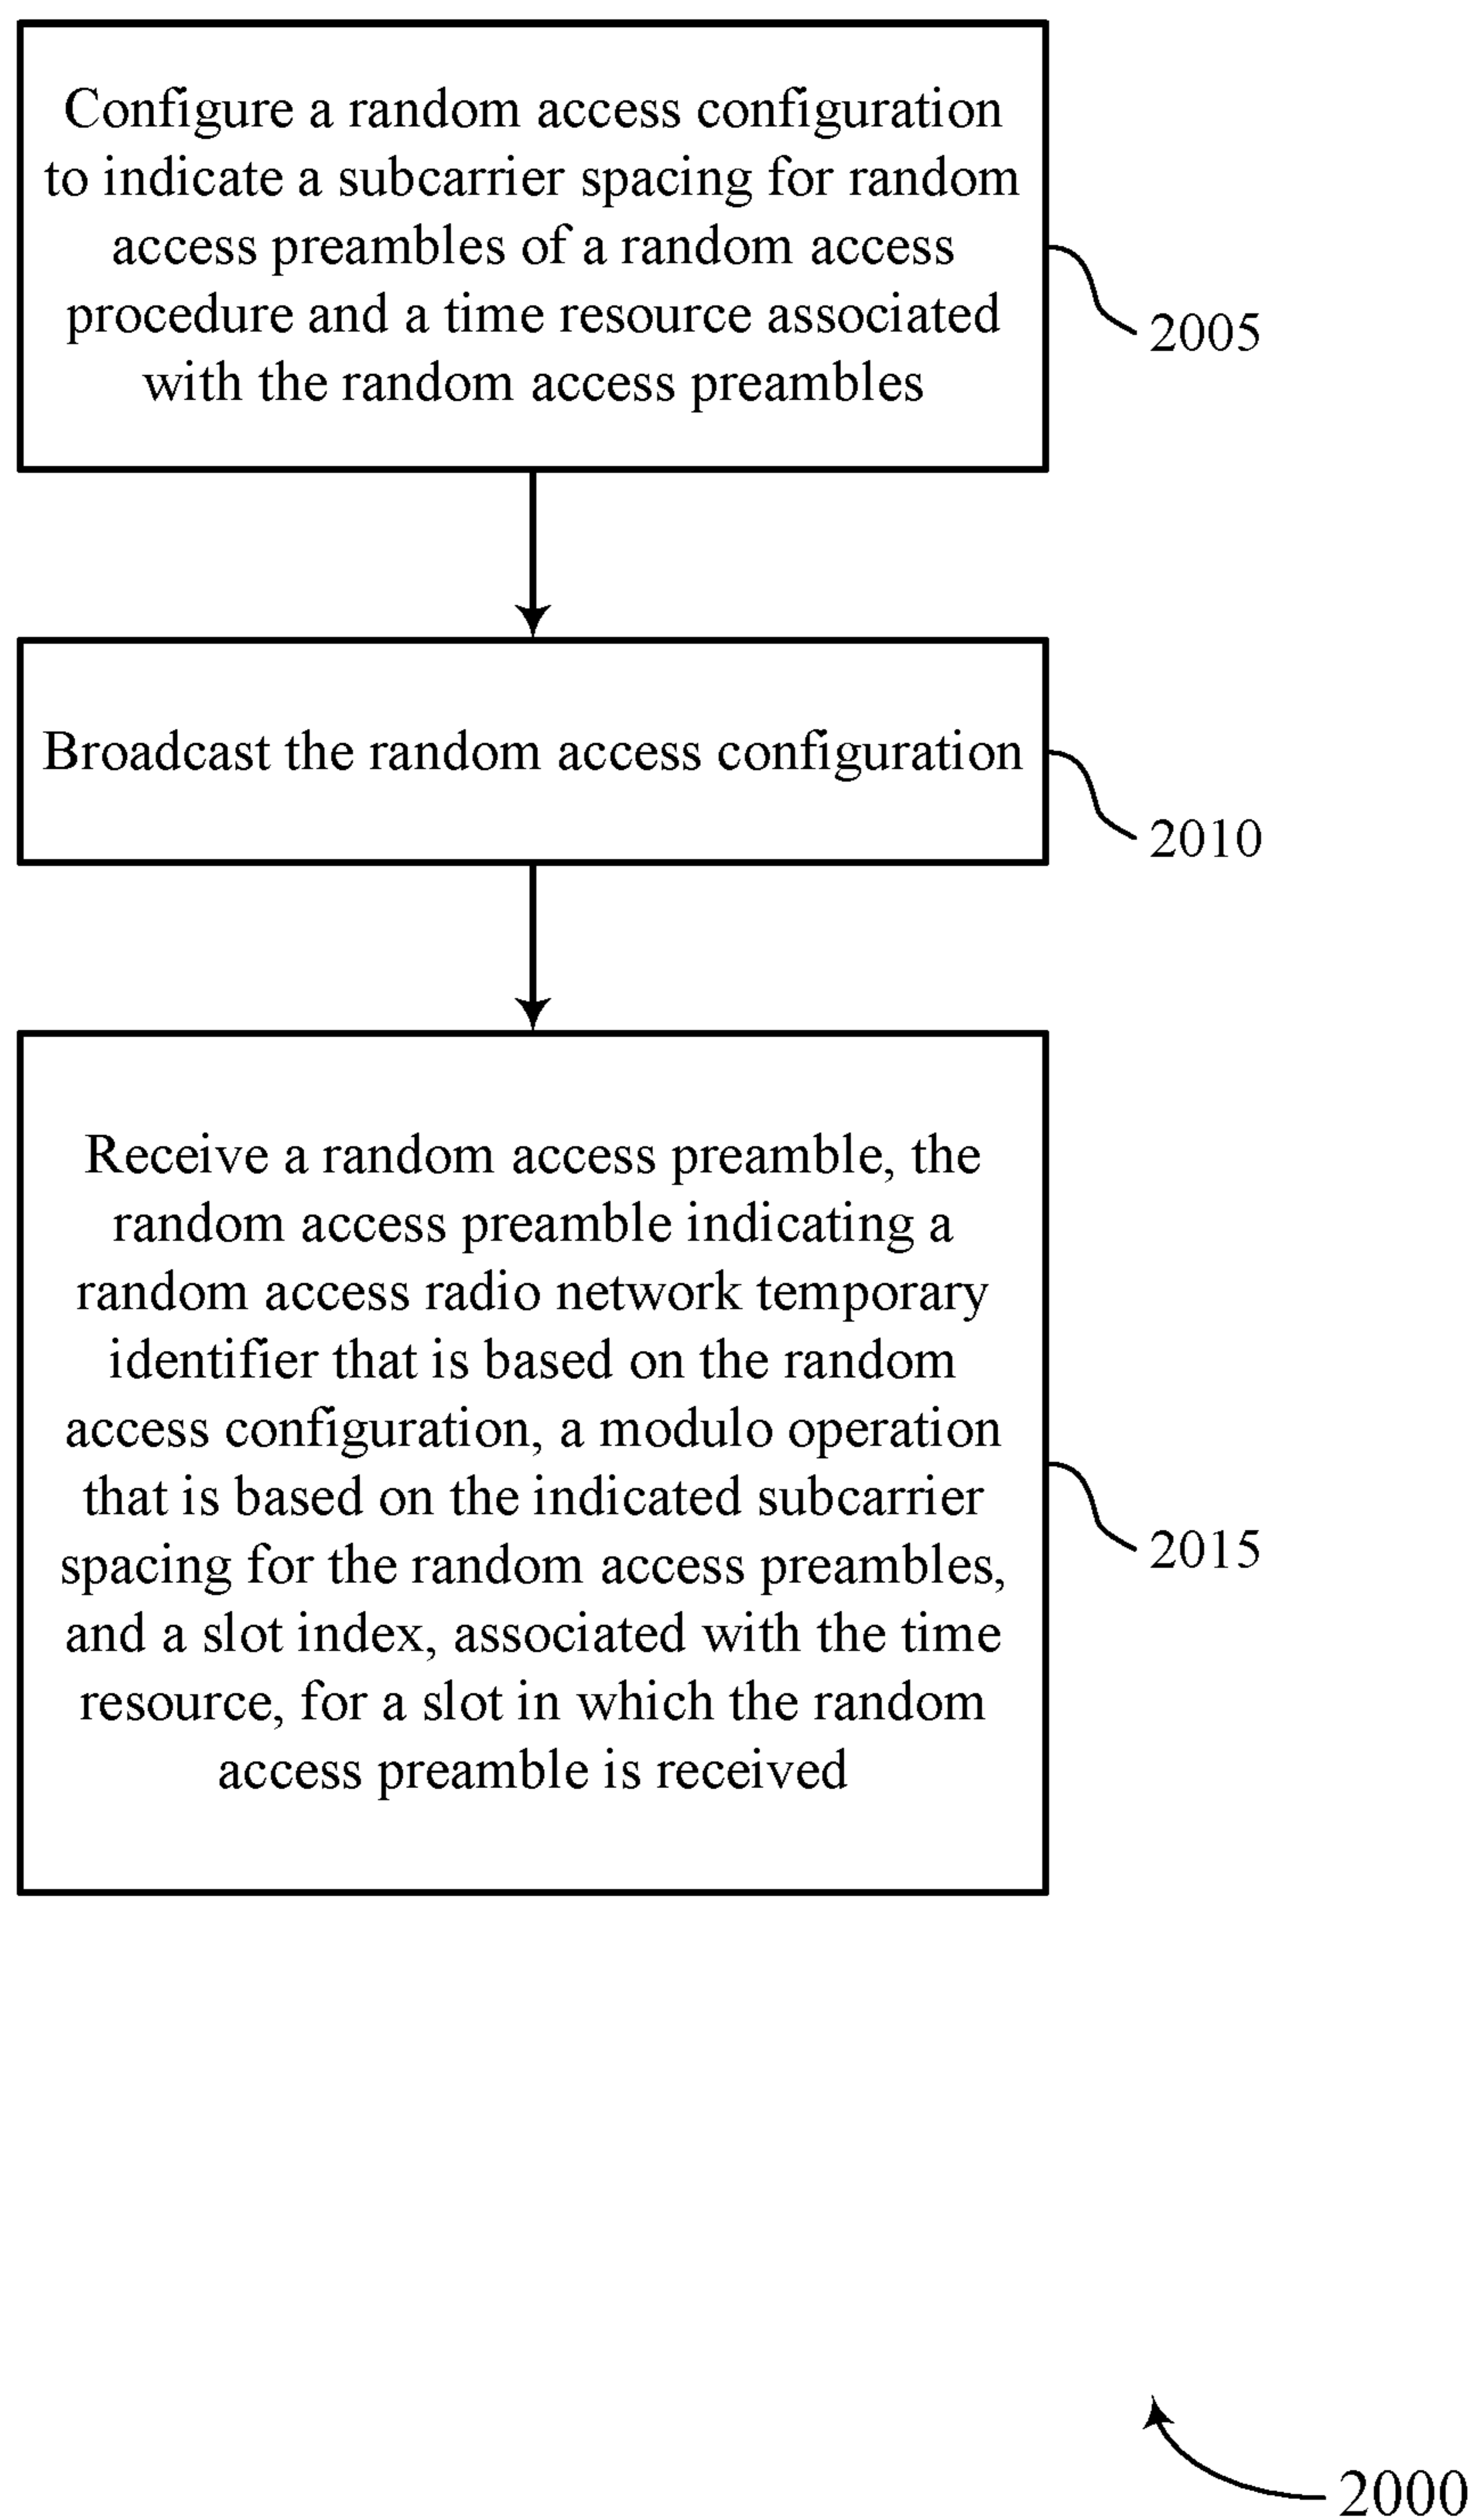 Configure a random access configuration
to indicate a subcarrier spacing for random
access preambles of a random access
procedure and a time resource associated
with the random access preambles
2005
Broadcast the random access configuration
2010
Receive a random access preamble, the
random access preamble indicating a
random access radio network temporary
identifier that is based on the random
access configuration, a modulo operation
that is based on the indicated subcarrier
spacing for the random access preambles,
and a slot index, associated with the time
resource, for a slot in which the random
access preamble is received
2015
2000